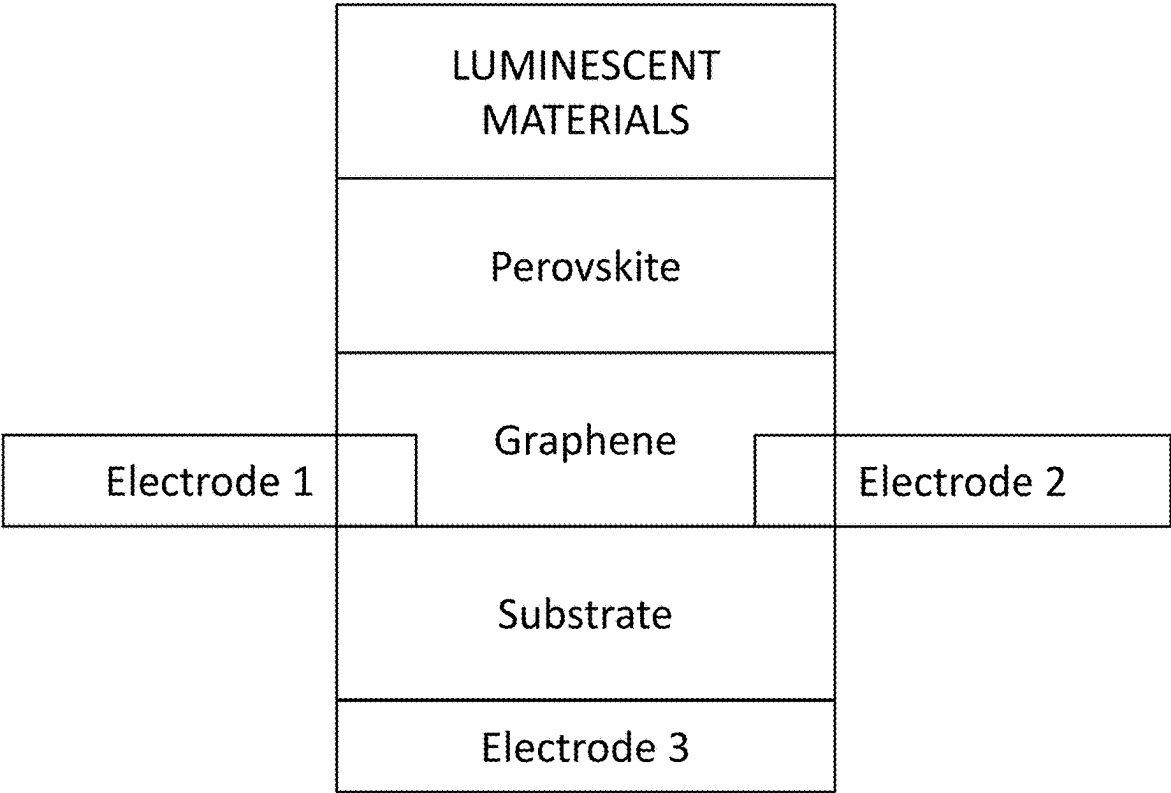 LUMINESCENT
MATERIALS
Perovskite
Graphene
Electrode 1
Electrode 2
Substrate
Electrode 3